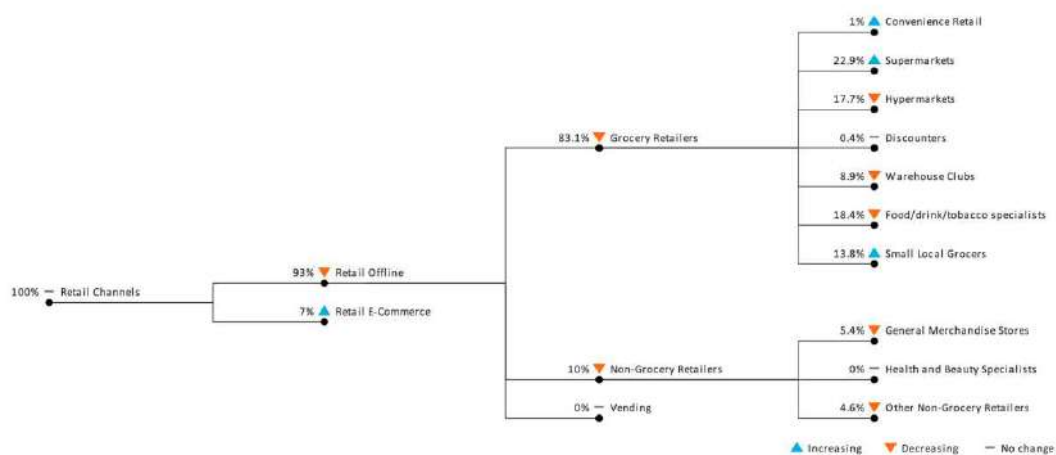 1% Convenience Retail
22.9% Supermarkets
17.7% Hypermarkets
0.4% — Discounters
8.9% Warehouse Clubs
18.4% Food/drink/tobacco specialists
13.8% Small Local Grocers
83.1% Grocery Retailers
93% Retail Offline
100% — Retail Channels
7% Retail E-Commerce
5.4% General Merchandise Stores
10% Non-Grocery Retailers
0% — Health and Beauty Specialists
0% — Vending
4.6% Other Non-Grocery Retailers
Increasing Decreasing — No change